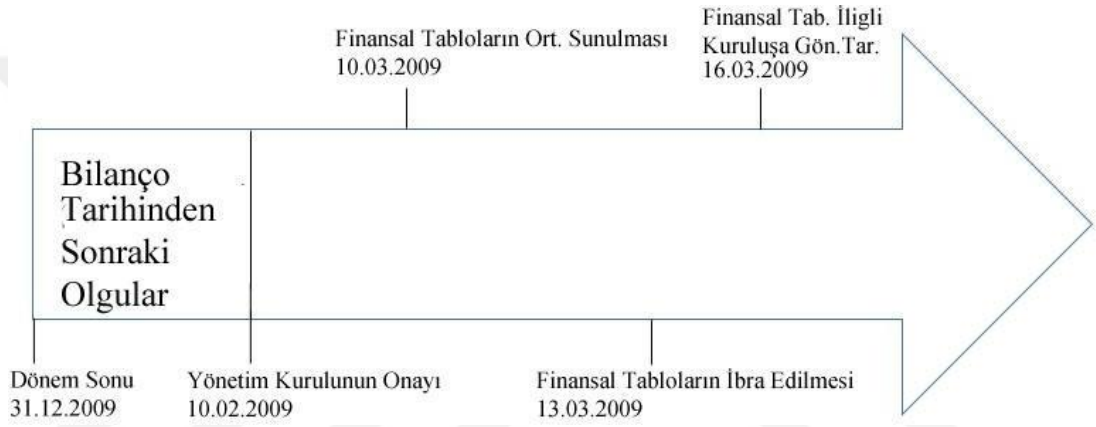 Finansal Tabloların Ort. Sunulması
10.03.2009
Finansal Tab. İligli
Kuruluşa Gön.Tar.
16.03.2009
Bilanço
Tarihinden
Sonraki
Olgular
Dönem Sonu
31.12.2009
Yönetim Kurulunun Onayı
10.02.2009
Finansal Tabloların İbra Edilmesi
13.03.2009